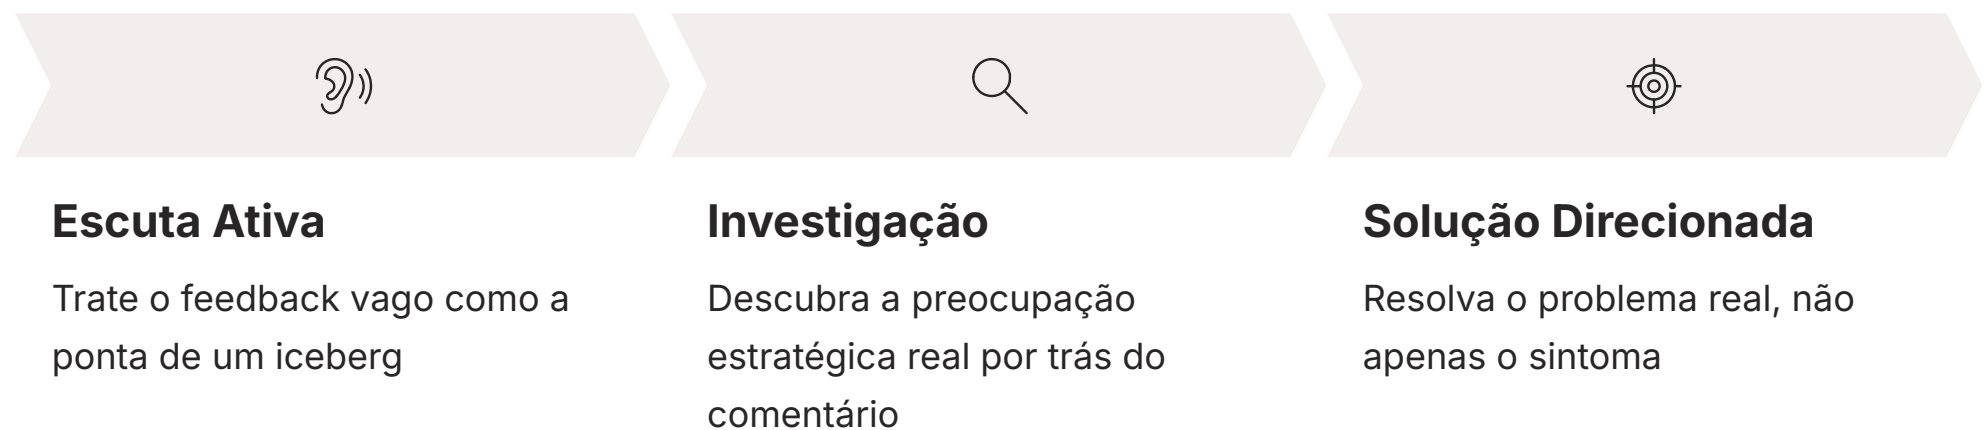 Escuta Ativa
Trate o feedback vago como a
ponta de um iceberg
Investigação
Descubra a preocupação
estratégica real por trás do
comentário
Solução Direcionada
Resolva o problema real, não
apenas o sintoma